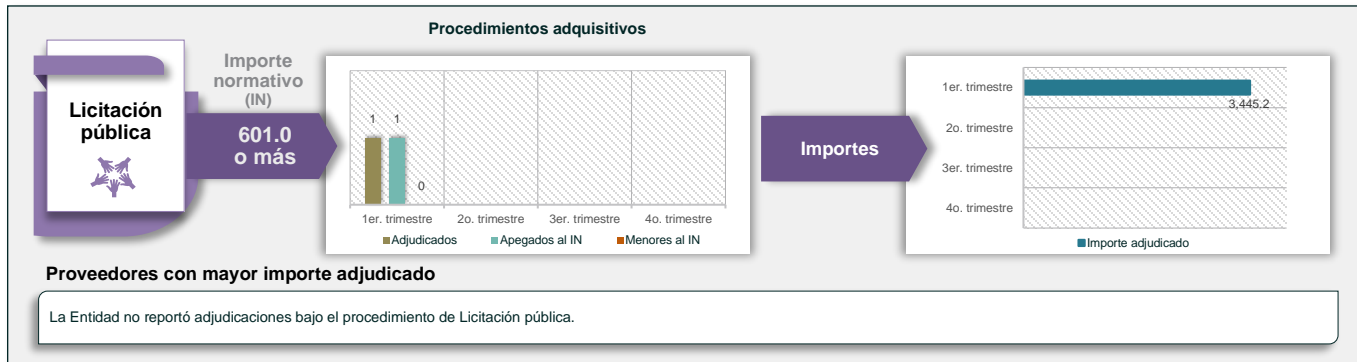 Procedimientos adquisitivos
Licitación
pública
Importe
normativo
(IN)
601.0
o más
1
1
0
1er. trimestre
2o. trimestre
3er. trimestre
4o. trimestre
Adjudicados
Apegados al IN
Menores al IN
Importes
1er. trimestre
3,445.2
2o. trimestre
3er. trimestre
4o. trimestre
Importe adjudicado
Proveedores con mayor importe adjudicado
La Entidad no reportó adjudicaciones bajo el procedimiento de Licitación pública.